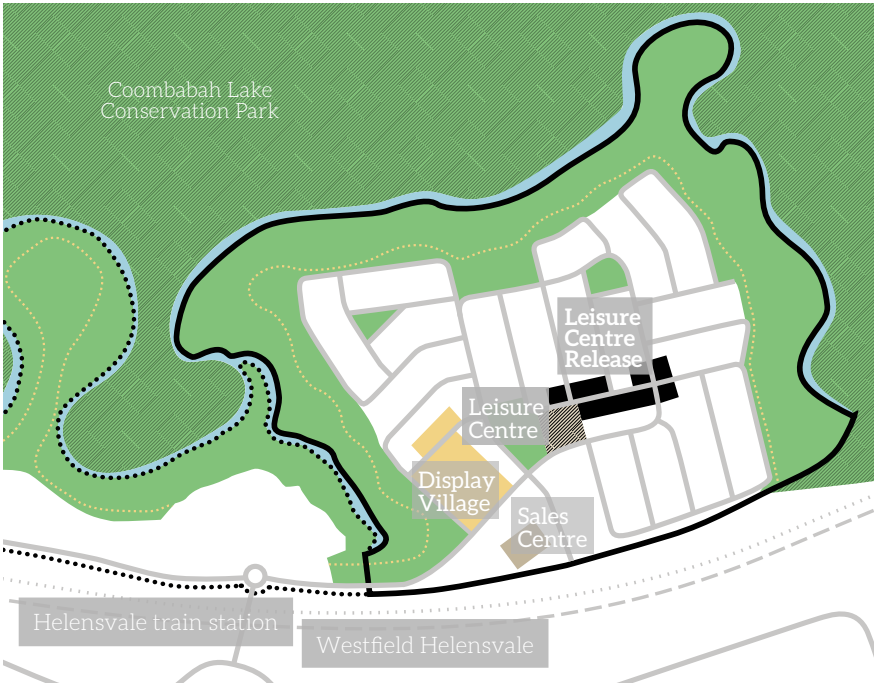 Coombabah Lake
Conservation Park
Leisure
Centre
Release
Leisure
Centre
Display
Village
Sales
Centre
Helensvale train station
Westfield Helensvale